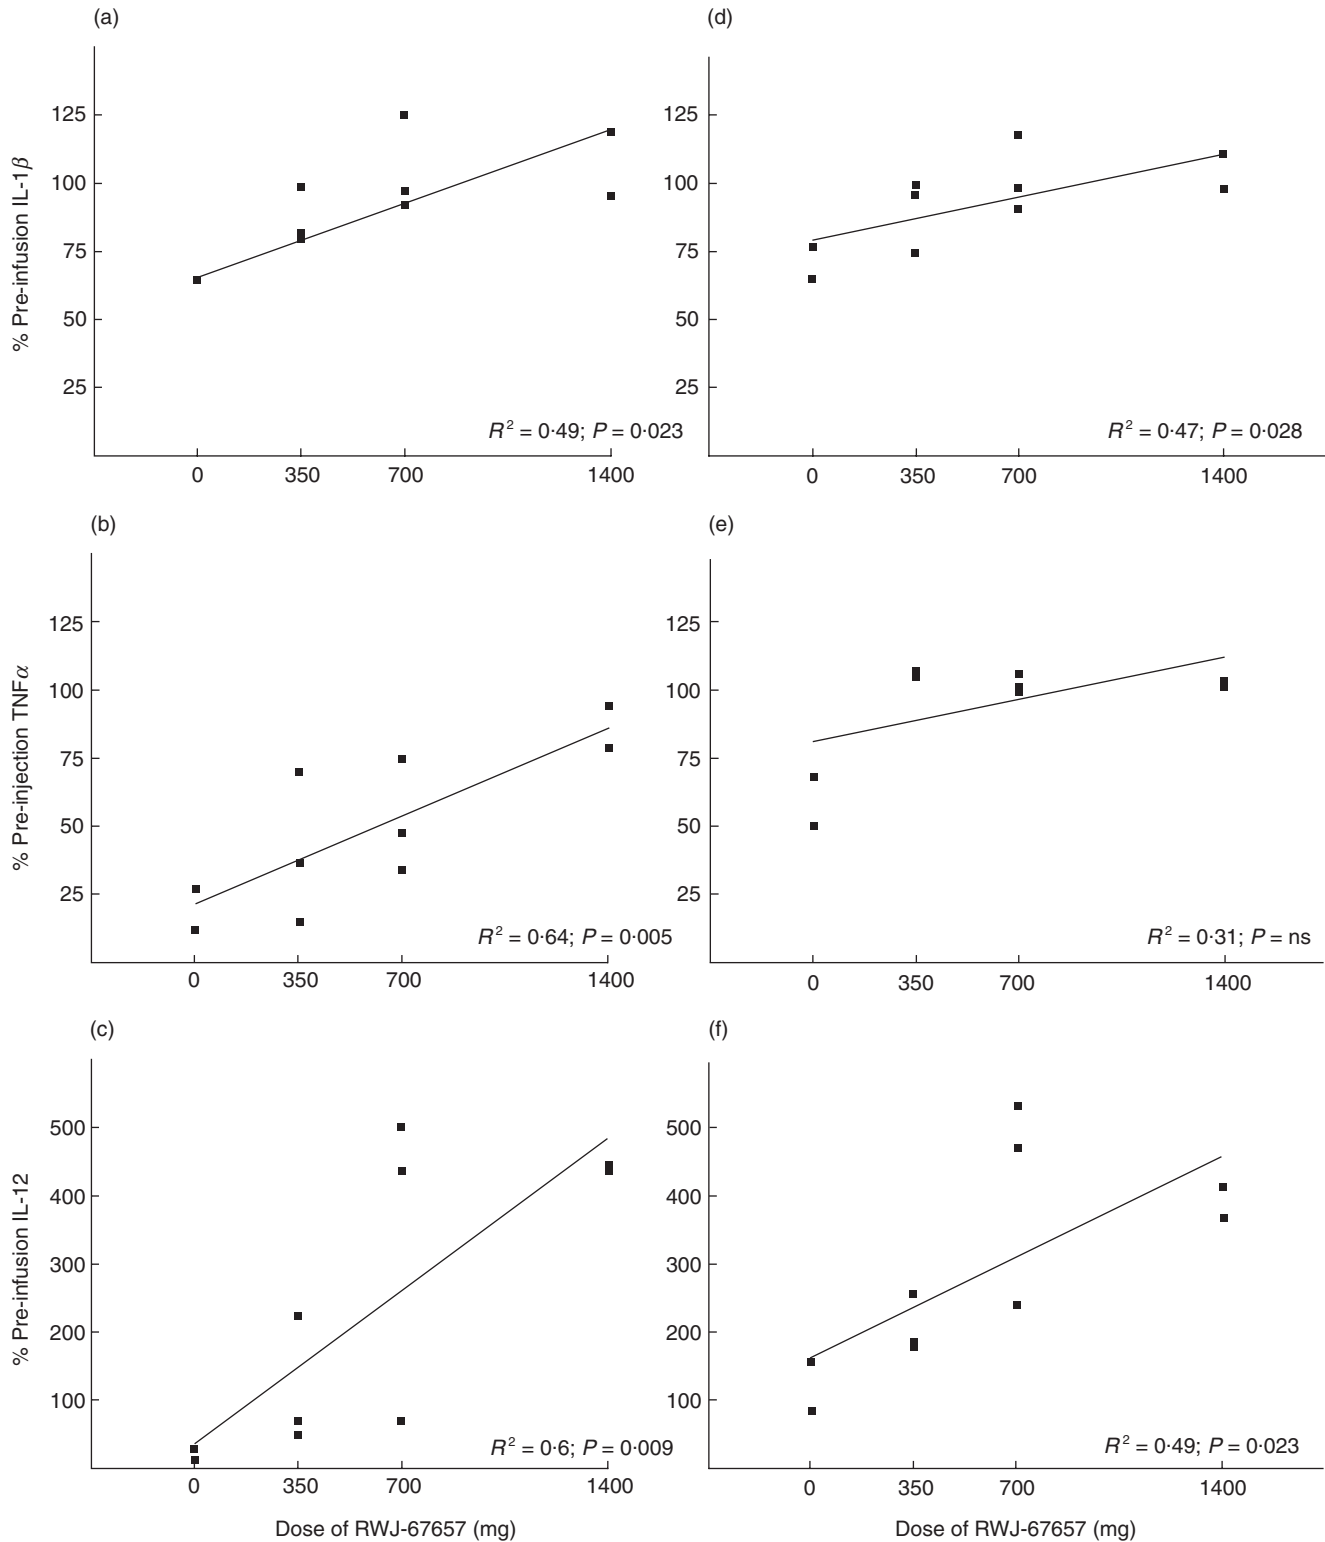 (a)
% Pre-infusion IL-1β
125
100
75
50
25
R² = 0·49; P = 0·023
0 350 700 1400
(d)
125
100
75
50
25
R² = 0·47; P = 0·028
0 350 700 1400
(b)
% Pre-injection TNFα
125
100
75
50
25
R² = 0·64; P = 0·005
0 350 700 1400
(e)
125
100
75
50
25
R² = 0·31; P = ns
0 350 700 1400
(c)
% Pre-infusion IL-12
500
400
300
200
100
R² = 0·6; P = 0·009
0 350 700 1400
Dose of RWJ-67657 (mg)
(f)
500
400
300
200
100
R² = 0·49; P = 0·023
0 350 700 1400
Dose of RWJ-67657 (mg)